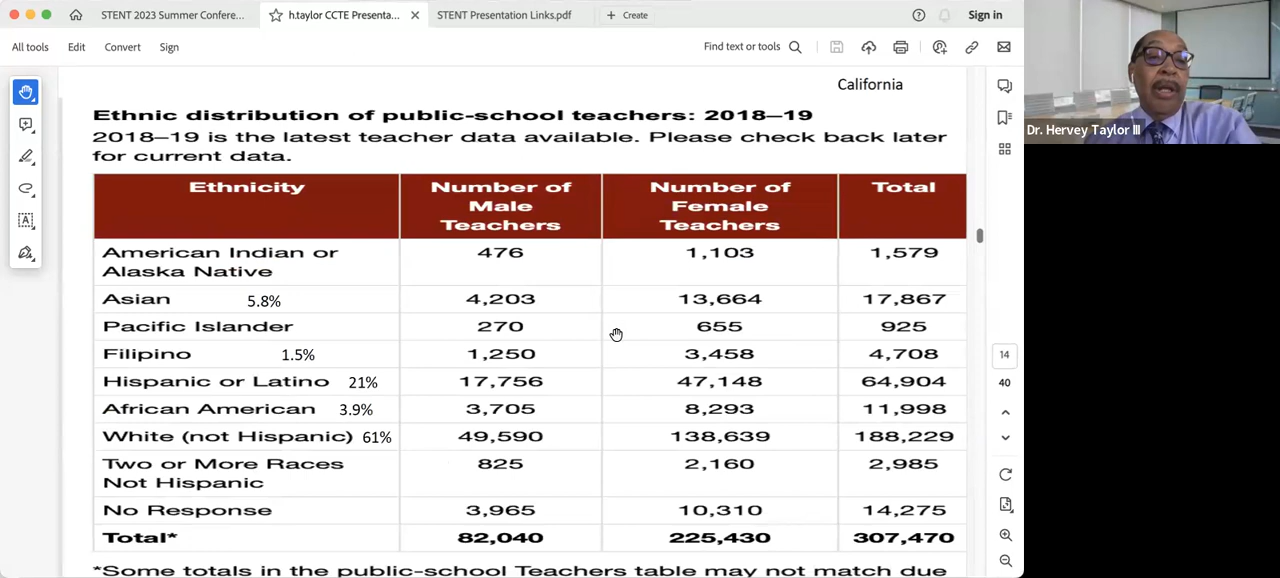 STENT 2023 Summer Confere...
h.taylor CCTE Presenta...
STENT Presentation Links.pdf
+ Create
Sign in
All tools
Edit
Convert
Sign
Find text or tools
California
Dr. Hervey Taylor III
Ethnic distribution of public-school teachers: 2018–19
2018–19 is the latest teacher data available. Please check back later
for current data.
Ethnicity Number of Male Teachers Number of Female Teachers Total
American Indian or Alaska Native 476 1,103 1,579
Asian 5.8% 4,203 13,664 17,867
Pacific Islander 270 655 925
Filipino 1.5% 1,250 3,458 4,708
Hispanic or Latino 21% 17,756 47,148 64,904
African American 3.9% 3,705 8,293 11,998
White (not Hispanic) 61% 49,590 138,639 188,229
Two or More Races Not Hispanic 825 2,160 2,985
No Response 3,965 10,310 14,275
Total* 82,040 225,430 307,470
*Some totals in the public-school Teachers table may not match due
14
40